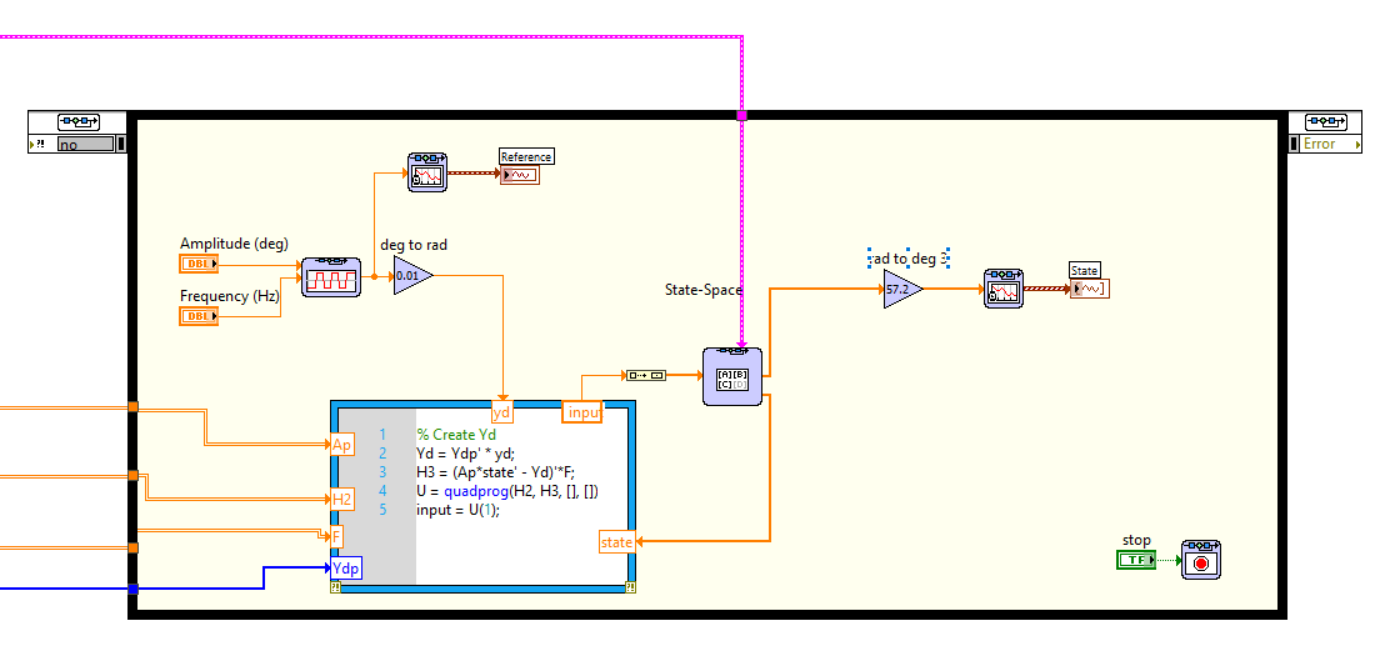 ?! no
Error
Reference
Amplitude (deg)
DBL
deg to rad
0.01
Frequency (Hz)
DBL
rad to deg 3
57.2
State
State-Space
[A][B]
[C][D]
yd
input
Ap
H2
F
Ydp
1 % Create Yd
2 Yd = Ydp' * yd;
3 H3 = (Ap*state' - Yd)'*F;
4 U = quadprog(H2, H3, [], [])
5 input = U(1);
state
?!
?!
stop
TF